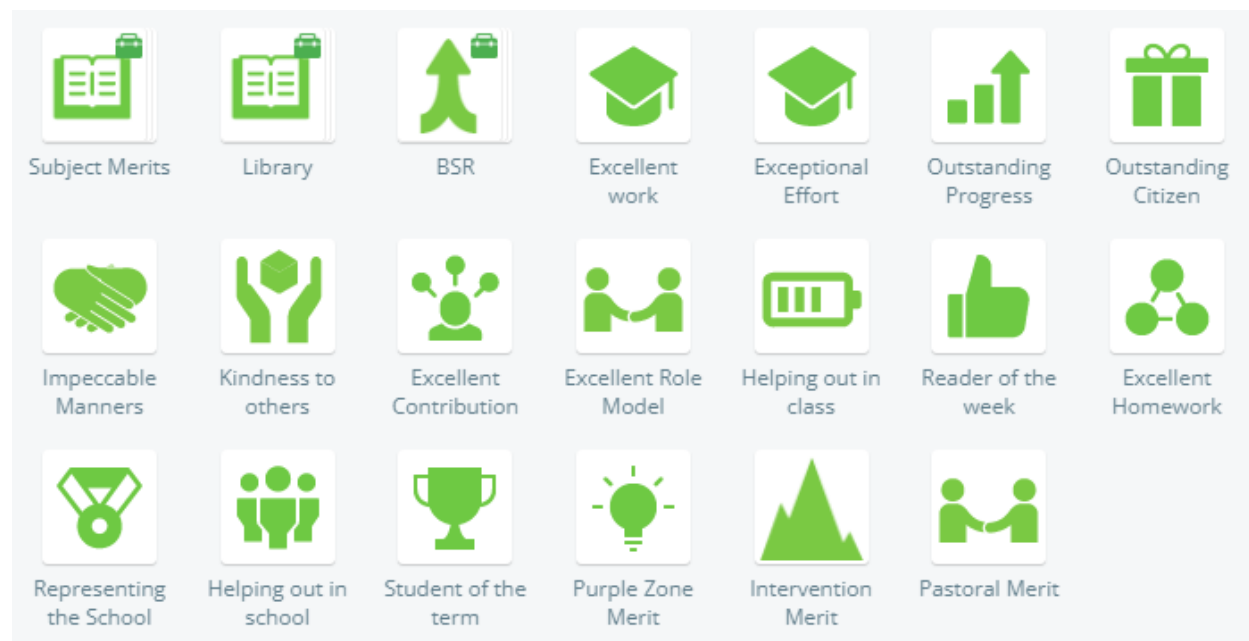 Subject Merits
Library
BSR
Excellent
work
Exceptional
Effort
Outstanding
Progress
Outstanding
Citizen
Impeccable
Manners
Kindness to
others
Excellent
Contribution
Excellent Role
Model
Helping out in
class
Reader of the
week
Excellent
Homework
Representing
the School
Helping out in
school
Student of the
term
Purple Zone
Merit
Intervention
Merit
Pastoral Merit